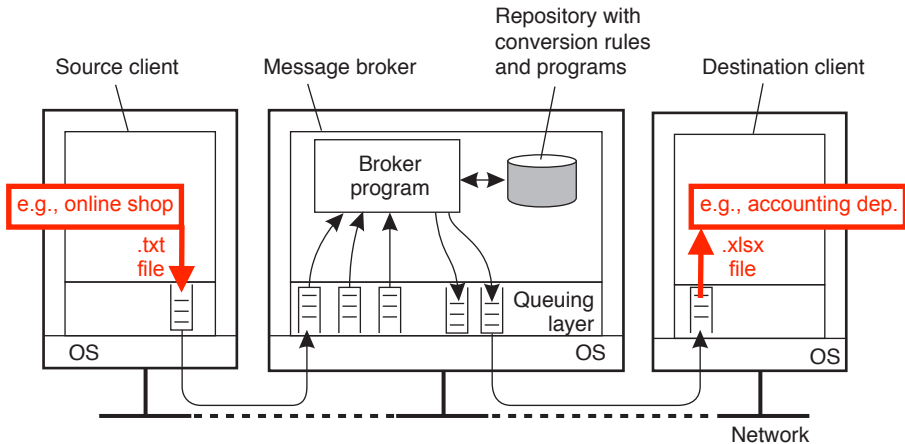 Repository with
conversion rules
and programs
Source client
Message broker
Destination client
Broker
program
e.g., online shop
e.g., accounting dep.
.txt
file
.xlsx
file
Queuing
layer
OS
OS
OS
Network